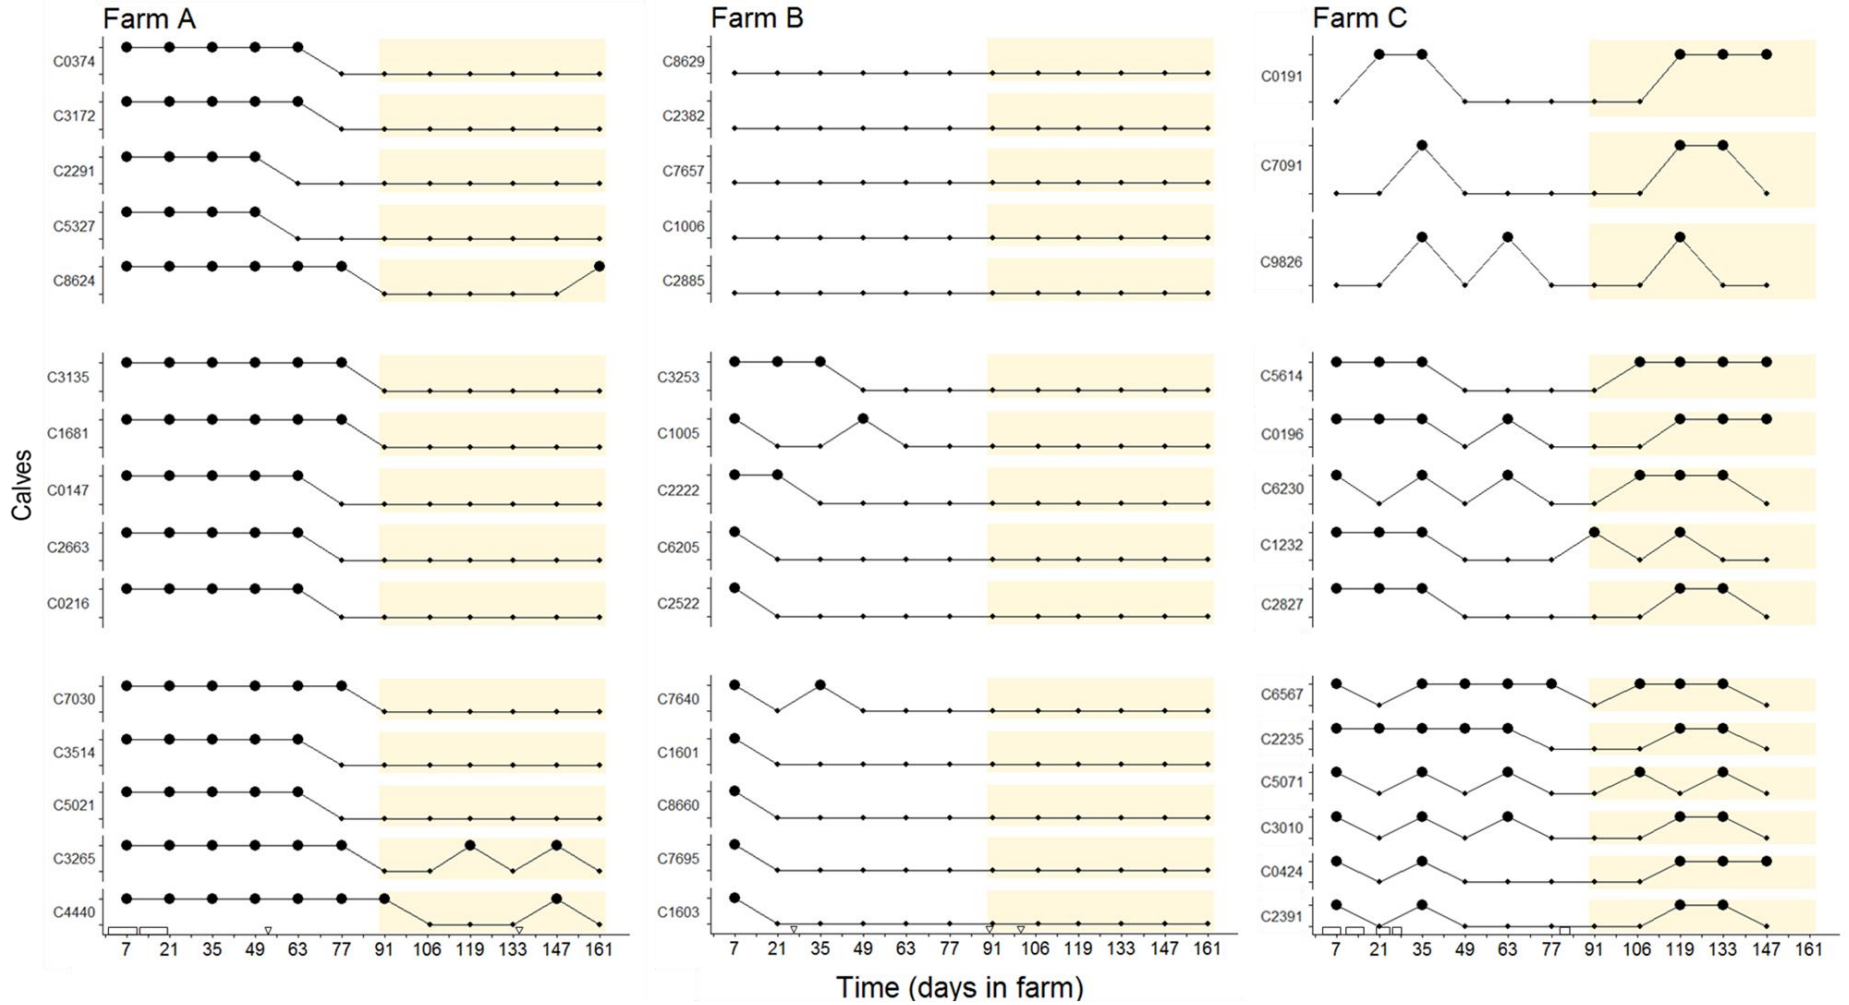 Farm A
Farm B
Farm C
Calves
C0374
C3172
C2291
C5327
C8624
C3135
C1681
C0147
C2663
C0216
C7030
C3514
C5021
C3265
C4440
7 21 35 49 63 77 91 106 119 133 147 161
C8629
C2382
C7657
C1006
C2885
C3253
C1005
C2222
C6205
C2522
C7640
C1601
C8660
C7695
C1603
7 21 35 49 63 77 91 106 119 133 147 161
C0191
C7091
C9826
C5614
C0196
C6230
C1232
C2827
C6567
C2235
C5071
C3010
C0424
C2391
7 21 35 49 63 77 91 106 119 133 147 161
Time (days in farm)